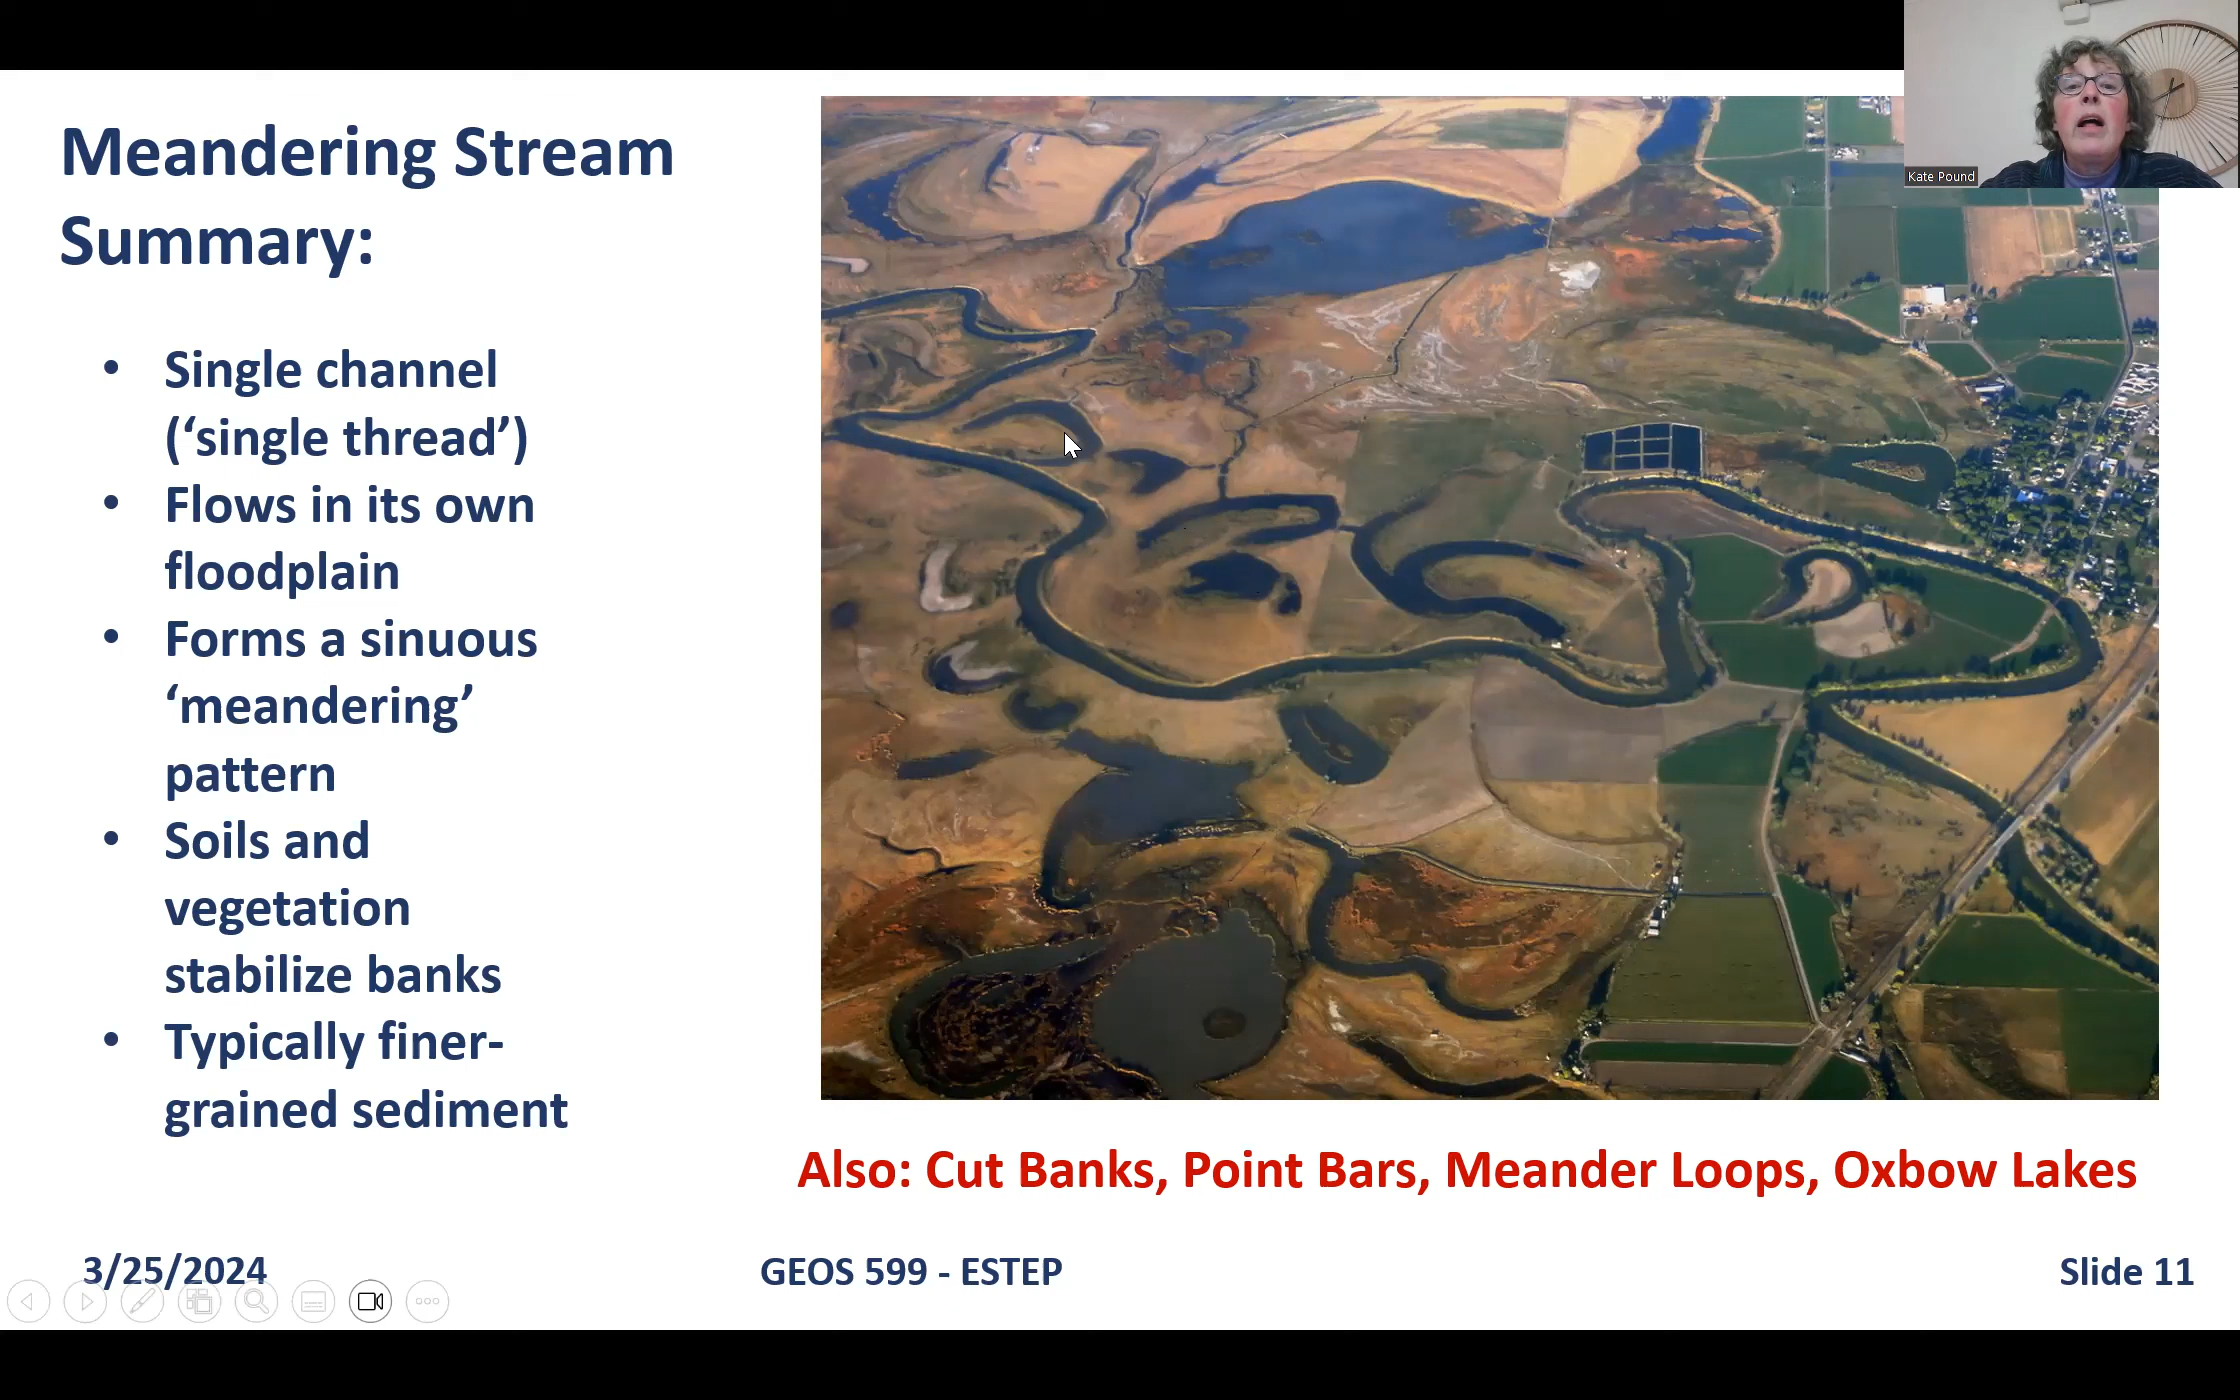 Meandering Stream
Summary:
• Single channel
(‘single thread’)
• Flows in its own
floodplain
• Forms a sinuous
‘meandering’
pattern
• Soils and
vegetation
stabilize banks
• Typically finer-
grained sediment
Kate Pound
Also: Cut Banks, Point Bars, Meander Loops, Oxbow Lakes
3/25/2024
GEOS 599 - ESTEP
Slide 11